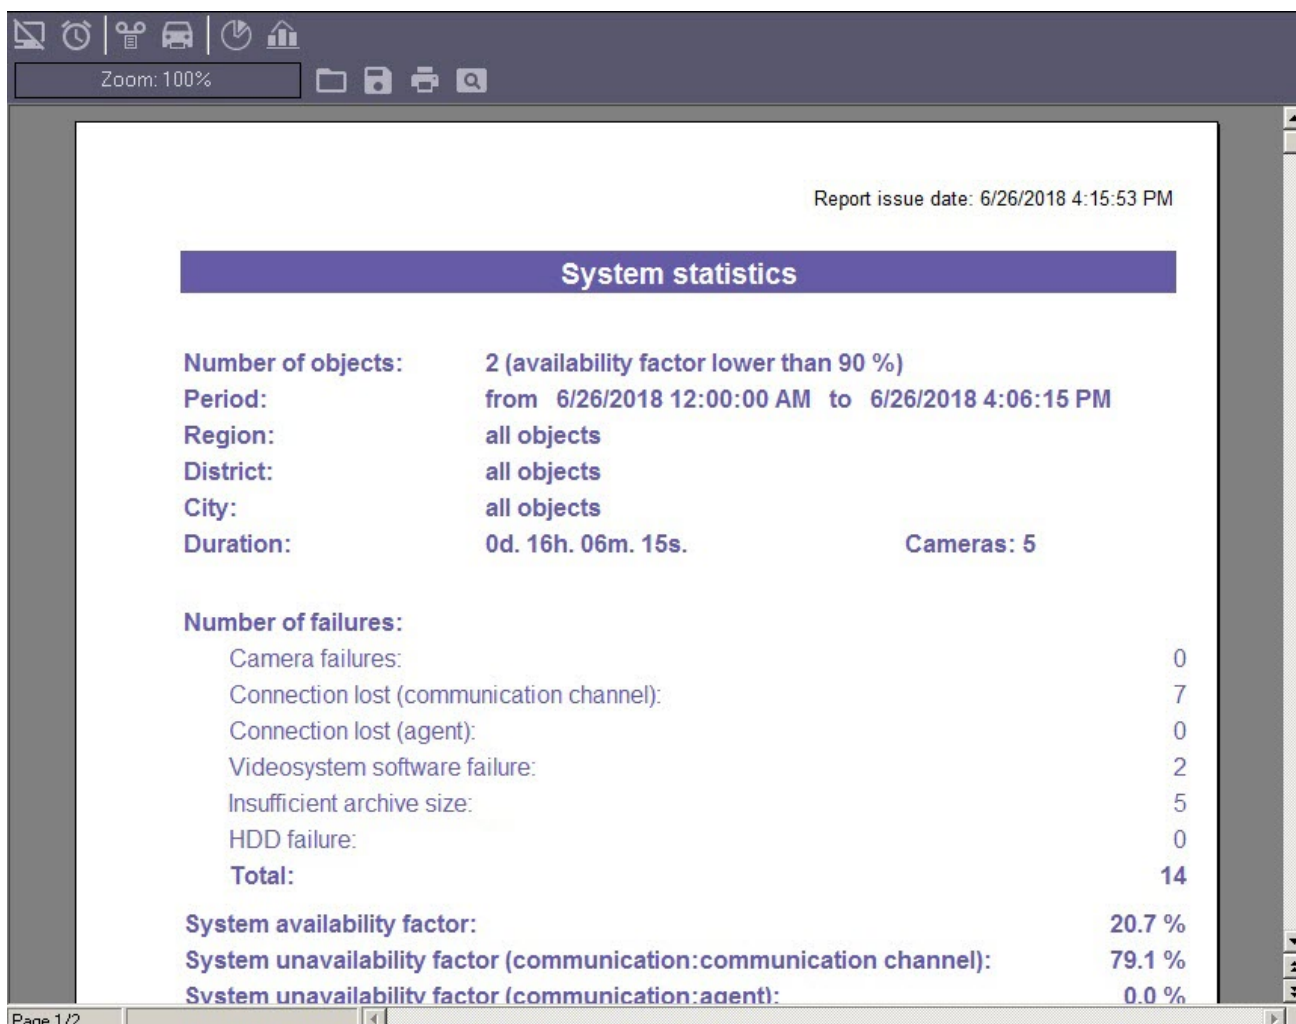 Zoom: 100%
Report issue date: 6/26/2018 4:15:53 PM
System statistics
Number of objects: 2 (availability factor lower than 90 %)
Period: from 6/26/2018 12:00:00 AM to 6/26/2018 4:06:15 PM
Region: all objects
District: all objects
City: all objects
Duration: 0d. 16h. 06m. 15s. Cameras: 5
Number of failures:
Camera failures: 0
Connection lost (communication channel): 7
Connection lost (agent): 0
Videosystem software failure: 2
Insufficient archive size: 5
HDD failure: 0
Total: 14
System availability factor: 20.7 %
System unavailability factor (communication:communication channel): 79.1 %
System unavailability factor (communication:agent): 0.0 %
Page 1/2